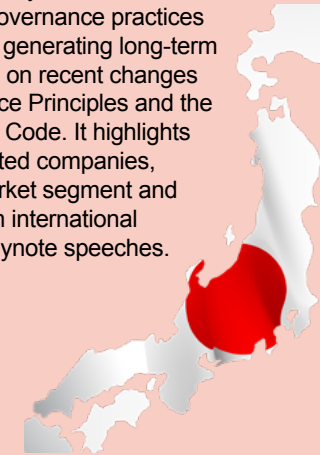 overnance practices
generating long-term
on recent changes
ce Principles and the
Code. It highlights
ted companies,
rket segment and
international
ynote speeches.